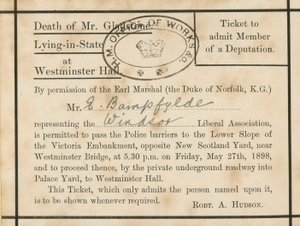 Death of Mr. Gladstone.
Lying-in-State
at
Westminster Hall.
H.M. OFFICE OF WORKS &c.
Ticket to
admit Member
of a Deputation.
By permission of the Earl Marshal (the Duke of Norfolk, K.G.)
Mr. E. Bampfylde
representing the Windsor Liberal Association,
is permitted to pass the Police barriers to the Lower Slope of
the Victoria Embankment, opposite New Scotland Yard, near
Westminster Bridge, at 5.30 p.m. on Friday, May 27th, 1898,
and to proceed thence, by the private underground roadway into
Palace Yard, to Westminster Hall.
This Ticket, which only admits the person named upon it,
is to be shown whenever required.
Robt. A. Hudson.